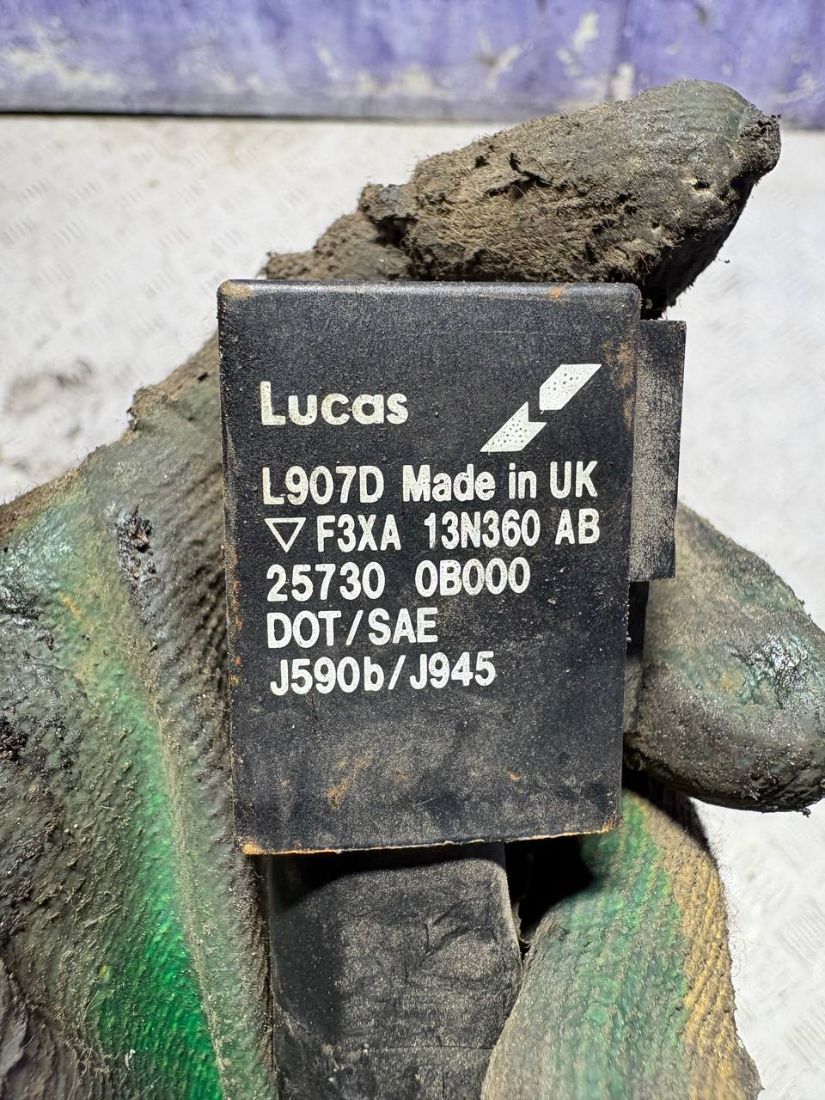 Lucas
L907D Made in UK
▽ F3XA 13N360 AB
25730 0B000
DOT/SAE
J590b/J945